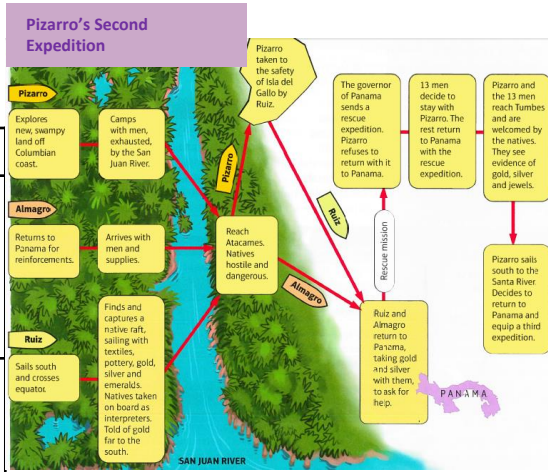 Pizarro's Second
Expedition
Pizarro
Explores
new, swampy
land off
Columbian
coast.
Camps
with men,
exhausted,
by the San
Juan River.
Almagro
Returns to
Panama for
reinforcements.
Arrives with
men and
supplies.
Ruiz
Sails south
and crosses
equator.
Finds and
captures a
native raft,
sailing with
textiles,
pottery, gold,
silver and
emeralds.
Natives taken
on board as
interpreters.
Told of gold
far to the
south.
SAN JUAN RIVER
Reach
Atacames.
Natives
hostile and
dangerous.
Pizarro
Pizarro
taken to
the safety
of Isla del
Gallo by
Ruiz.
Ruiz
Almagro
Ruiz and
Almagro
return to
Panama,
taking gold
and silver
with them,
to ask for
help.
PANAMA
Rescue mission
The governor
of Panama
sends a
rescue
expedition.
Pizarro
refuses to
return with it
to Panama.
13 men
decide to
stay with
Pizarro. The
rest return
to Panama
with the
rescue
expedition.
Pizarro and
the 13 men
reach Tumbes
and are
welcomed by
the natives.
They see
evidence of
gold, silver
and jewels.
Pizarro sails
south to the
Santa River
Decides to
return to
Panama and
equip a third
expedition.